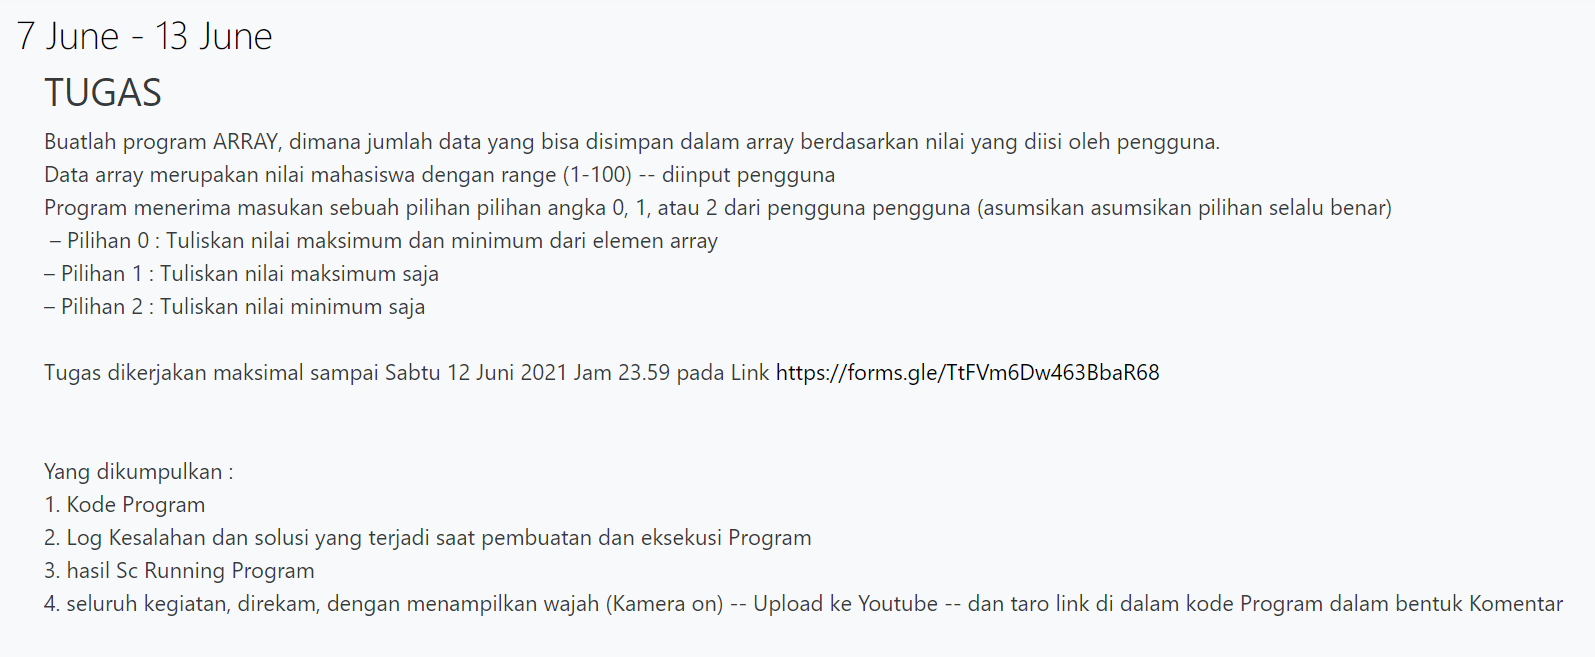 7 June - 13 June
TUGAS
Buatlah program ARRAY, dimana jumlah data yang bisa disimpan dalam array berdasarkan nilai yang diisi oleh pengguna.
Data array merupakan nilai mahasiswa dengan range (1-100) -- diinput pengguna
Program menerima masukan sebuah pilihan pilihan angka 0, 1, atau 2 dari pengguna pengguna (asumsikan asumsikan pilihan selalu benar)
– Pilihan 0 : Tuliskan nilai maksimum dan minimum dari elemen array
– Pilihan 1 : Tuliskan nilai maksimum saja
– Pilihan 2 : Tuliskan nilai minimum saja
Tugas dikerjakan maksimal sampai Sabtu 12 Juni 2021 Jam 23.59 pada Link https://forms.gle/TtFVm6Dw463BbaR68
Yang dikumpulkan :
1. Kode Program
2. Log Kesalahan dan solusi yang terjadi saat pembuatan dan eksekusi Program
3. hasil Sc Running Program
4. seluruh kegiatan, direkam, dengan menampilkan wajah (Kamera on) -- Upload ke Youtube -- dan taro link di dalam kode Program dalam bentuk Komentar